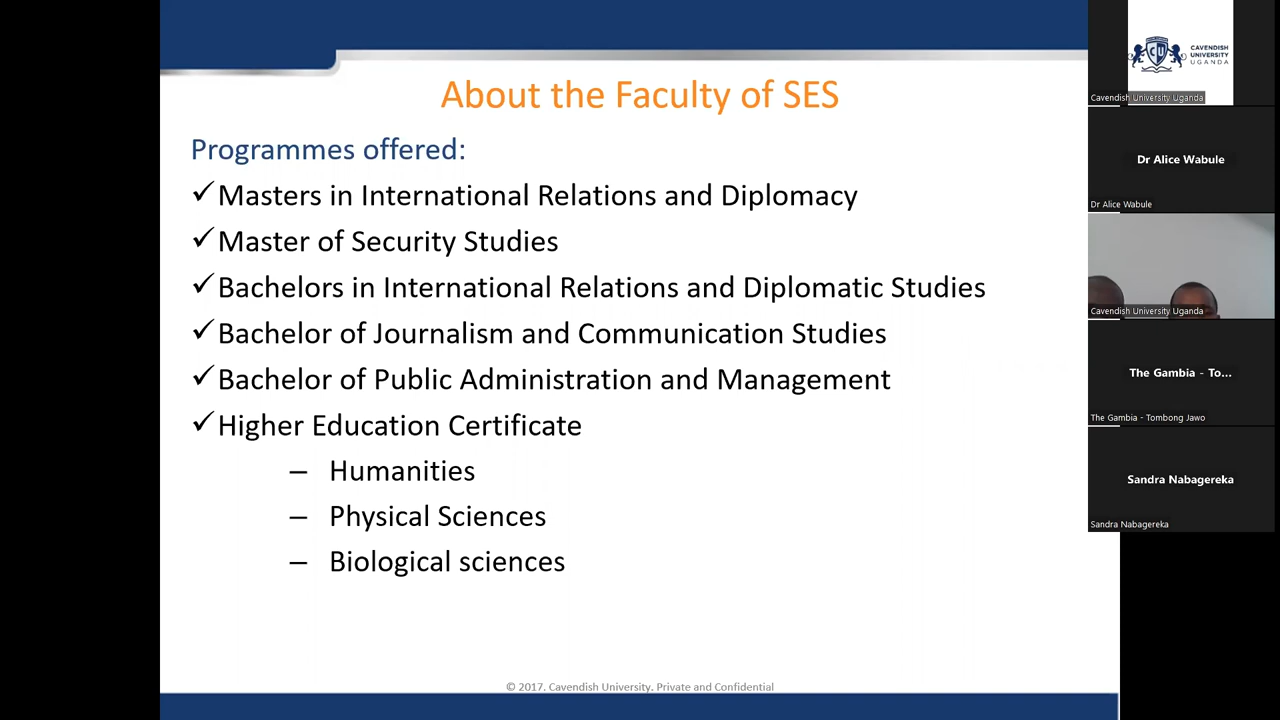 About the Faculty of SES
Programmes offered:
✓Masters in International Relations and Diplomacy
✓Master of Security Studies
✓Bachelors in International Relations and Diplomatic Studies
✓Bachelor of Journalism and Communication Studies
✓Bachelor of Public Administration and Management
✓Higher Education Certificate
– Humanities
– Physical Sciences
– Biological sciences
© 2017. Cavendish University. Private and Confidential
CU
CAVENDISH
UNIVERSITY
UGANDA
Cavendish University Uganda
Dr Alice Wabule
Dr Alice Wabule
Cavendish University Uganda
The Gambia - To...
The Gambia - Tombong Jawo
Sandra Nabagereka
Sandra Nabagereka